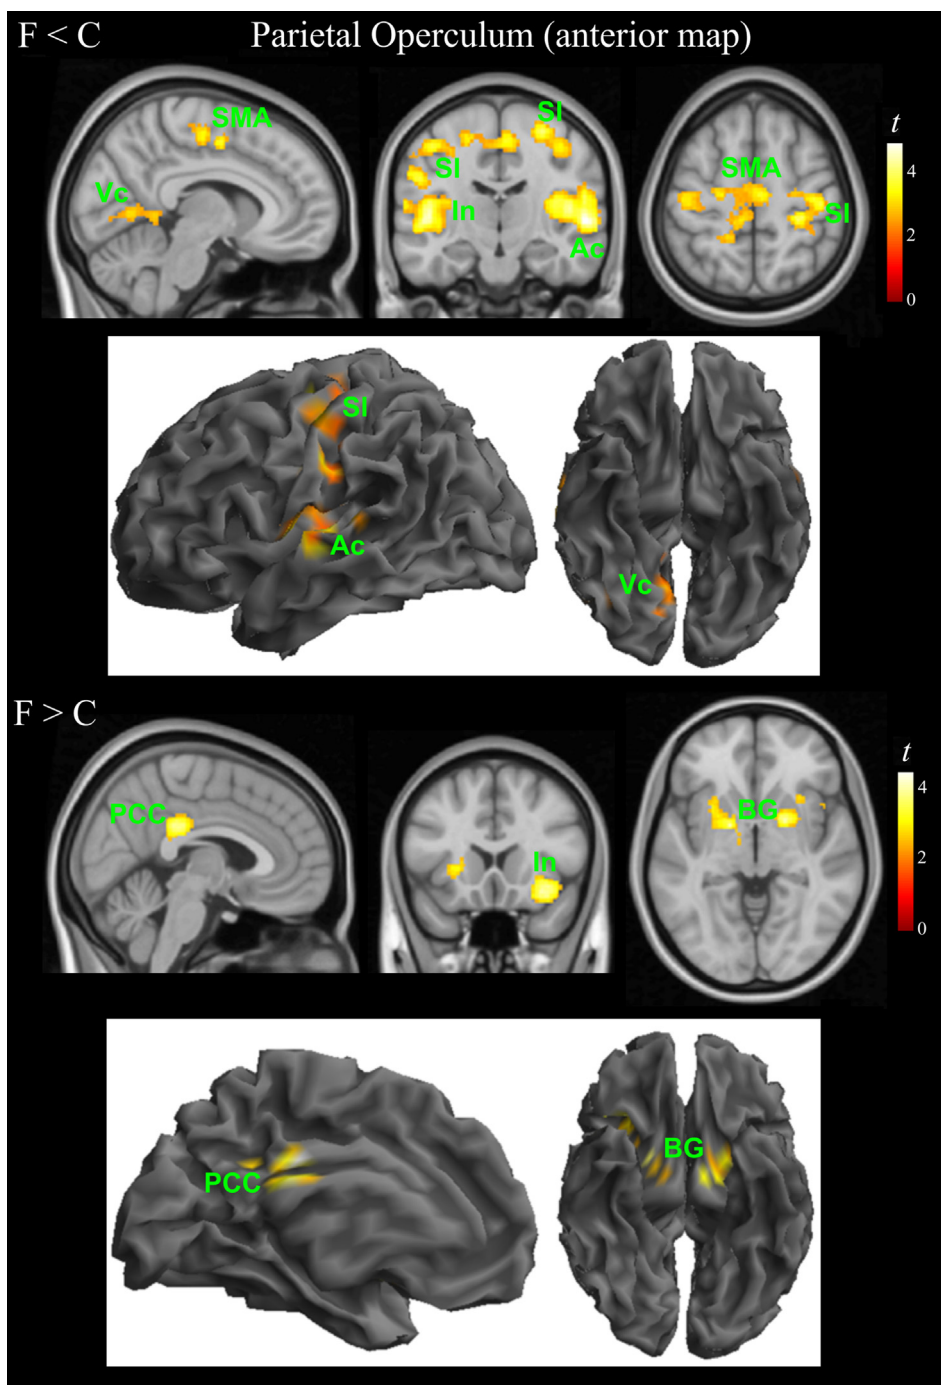 F < C
Parietal Operculum (anterior map)
SMA
Vc
SI
SI
In
Ac
SMA
SI
t
4
2
0
SI
Ac
Vc
F > C
PCC
In
BG
t
4
2
0
PCC
BG